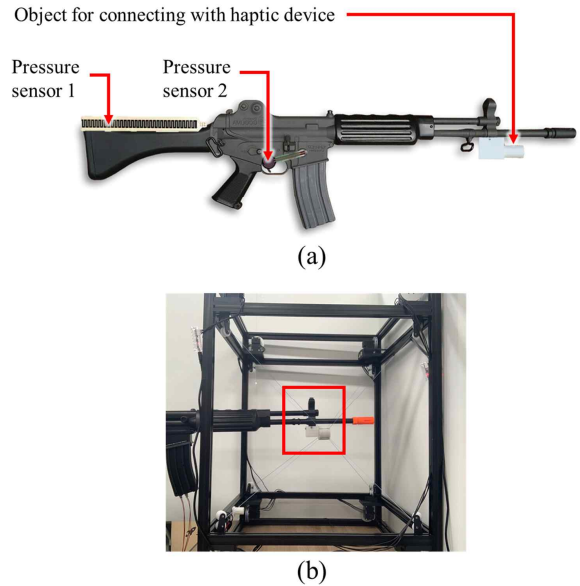 Object for connecting with haptic device
Pressure
sensor 1
Pressure
sensor 2
(a)
(b)